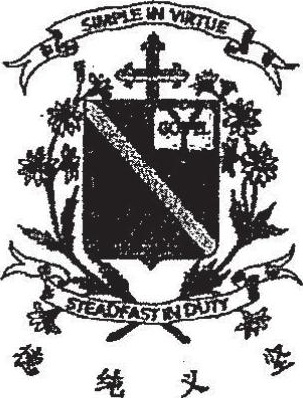 SIMPLE IN VIRTUE
STEADFAST IN DUTY
德 纯 义 坚